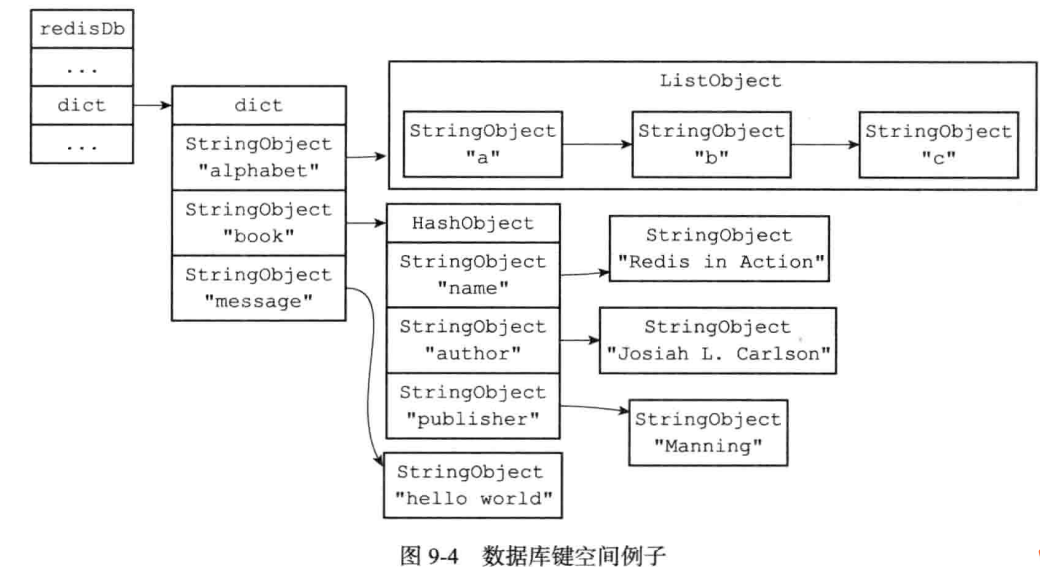 redisDb
...
dict
...
dict
StringObject
"alphabet"
StringObject
"book"
StringObject
"message"
ListObject
StringObject
"a"
StringObject
"b"
StringObject
"c"
HashObject
StringObject
"name"
StringObject
"author"
StringObject
"publisher"
StringObject
"Redis in Action"
StringObject
"Josiah L. Carlson"
StringObject
"Manning"
StringObject
"hello world"
图 9-4 数据库键空间例子